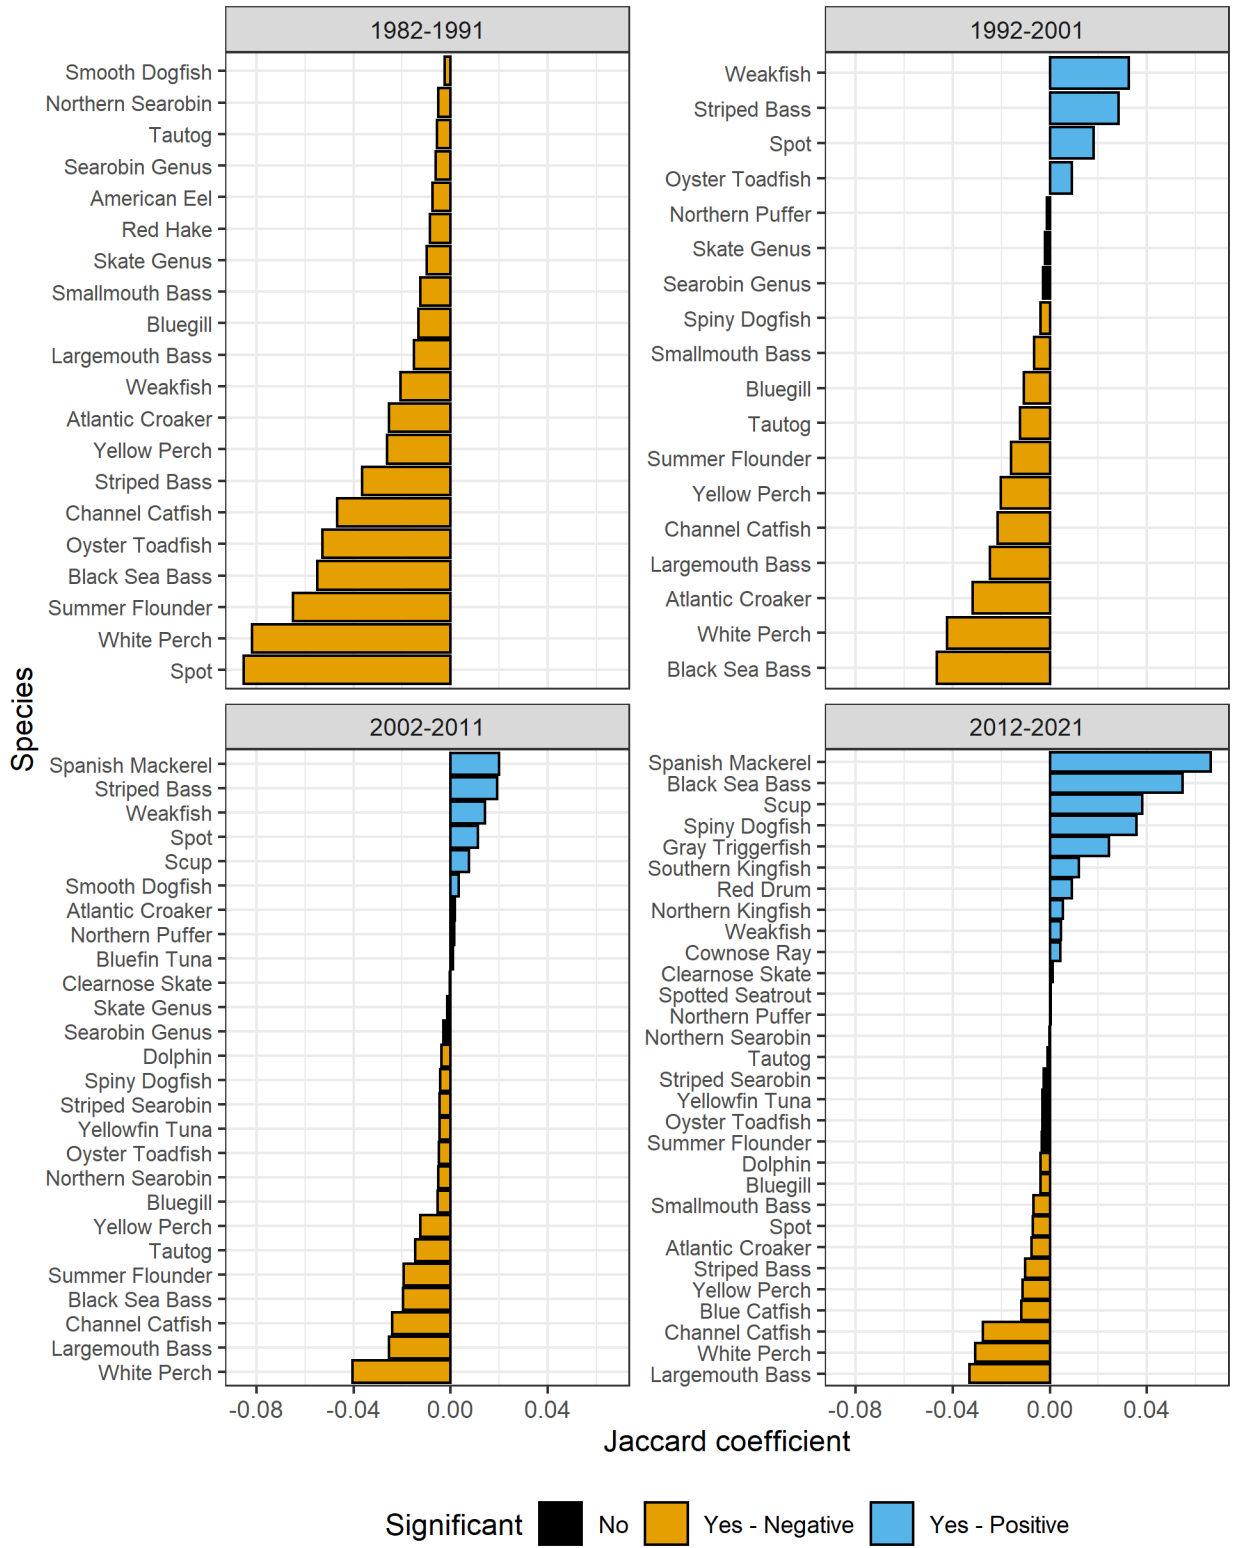 1982-1991
Smooth Dogfish
Northern Searobin
Tautog
Searobin Genus
American Eel
Red Hake
Skate Genus
Smallmouth Bass
Bluegill
Largemouth Bass
Weakfish
Atlantic Croaker
Yellow Perch
Striped Bass
Channel Catfish
Oyster Toadfish
Black Sea Bass
Summer Flounder
White Perch
Spot
1992-2001
Weakfish
Striped Bass
Spot
Oyster Toadfish
Northern Puffer
Skate Genus
Searobin Genus
Spiny Dogfish
Smallmouth Bass
Bluegill
Tautog
Summer Flounder
Yellow Perch
Channel Catfish
Largemouth Bass
Atlantic Croaker
White Perch
Black Sea Bass
Species
2002-2011
Spanish Mackerel
Striped Bass
Weakfish
Spot
Scup
Smooth Dogfish
Atlantic Croaker
Northern Puffer
Bluefin Tuna
Clearnose Skate
Skate Genus
Searobin Genus
Dolphin
Spiny Dogfish
Striped Searobin
Yellowfin Tuna
Oyster Toadfish
Northern Searobin
Bluegill
Yellow Perch
Tautog
Summer Flounder
Black Sea Bass
Channel Catfish
Largemouth Bass
White Perch
-0.08 -0.04 0.00 0.04
2012-2021
Spanish Mackerel
Black Sea Bass
Scup
Spiny Dogfish
Gray Triggerfish
Southern Kingfish
Red Drum
Northern Kingfish
Weakfish
Cownose Ray
Clearnose Skate
Spotted Seatrout
Northern Puffer
Northern Searobin
Tautog
Striped Searobin
Yellowfin Tuna
Oyster Toadfish
Summer Flounder
Dolphin
Bluegill
Smallmouth Bass
Spot
Atlantic Croaker
Striped Bass
Yellow Perch
Blue Catfish
Channel Catfish
White Perch
Largemouth Bass
-0.08 -0.04 0.00 0.04
Jaccard coefficient
Significant No Yes - Negative Yes - Positive